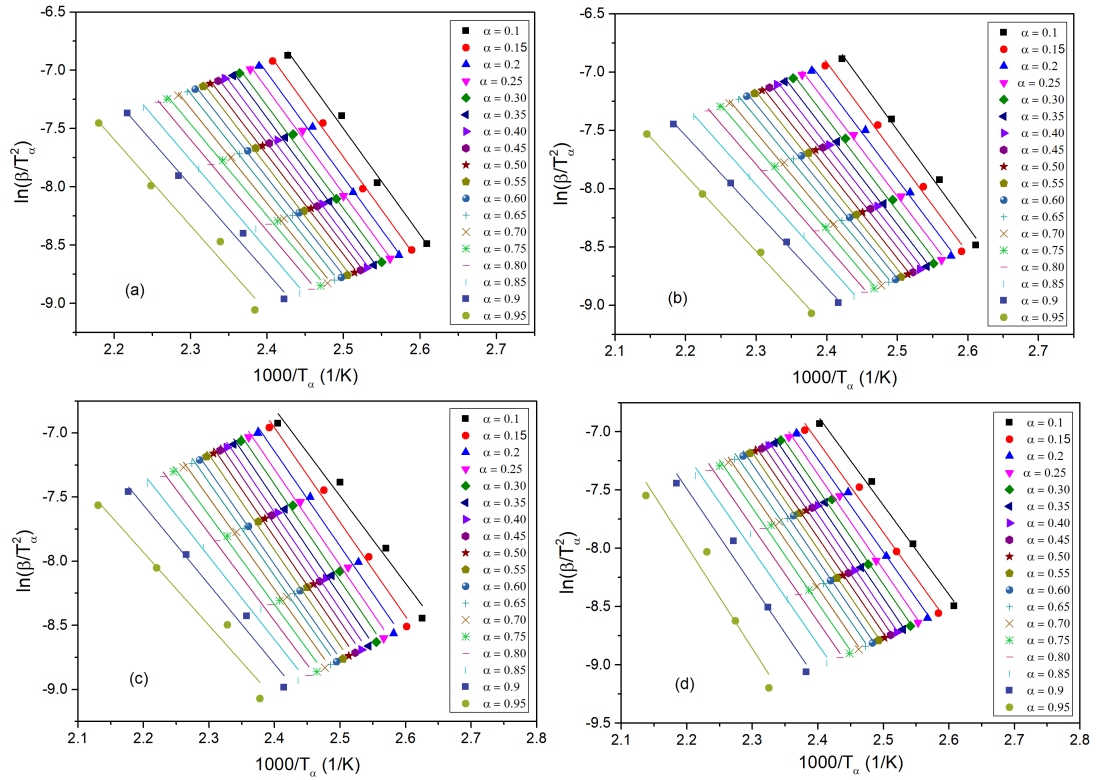 -6.5
-7.0
-7.5
-8.0
-8.5
-9.0
ln(β/T²α)
2.2 2.3 2.4 2.5 2.6 2.7
1000/Tα (1/K)
(a)
α = 0.1
α = 0.15
α = 0.2
α = 0.25
α = 0.30
α = 0.35
α = 0.40
α = 0.45
α = 0.50
α = 0.55
α = 0.60
α = 0.65
α = 0.70
α = 0.75
α = 0.80
α = 0.85
α = 0.9
α = 0.95
-6.5
-7.0
-7.5
-8.0
-8.5
-9.0
ln(β/T²α)
2.1 2.2 2.3 2.4 2.5 2.6 2.7
1000/Tα (1/K)
(b)
α = 0.1
α = 0.15
α = 0.2
α = 0.25
α = 0.30
α = 0.35
α = 0.40
α = 0.45
α = 0.50
α = 0.55
α = 0.60
α = 0.65
α = 0.70
α = 0.75
α = 0.80
α = 0.85
α = 0.9
α = 0.95
-7.0
-7.5
-8.0
-8.5
-9.0
ln(β/T²α)
2.1 2.2 2.3 2.4 2.5 2.6 2.7 2.8
1000/Tα (1/K)
(c)
α = 0.1
α = 0.15
α = 0.2
α = 0.25
α = 0.30
α = 0.35
α = 0.40
α = 0.45
α = 0.50
α = 0.55
α = 0.60
α = 0.65
α = 0.70
α = 0.75
α = 0.80
α = 0.85
α = 0.9
α = 0.95
-7.0
-7.5
-8.0
-8.5
-9.0
-9.5
ln(β/T²α)
2.1 2.2 2.3 2.4 2.5 2.6 2.7 2.8
1000/Tα (1/K)
(d)
α = 0.1
α = 0.15
α = 0.2
α = 0.25
α = 0.30
α = 0.35
α = 0.40
α = 0.45
α = 0.50
α = 0.55
α = 0.60
α = 0.65
α = 0.70
α = 0.75
α = 0.80
α = 0.85
α = 0.9
α = 0.95